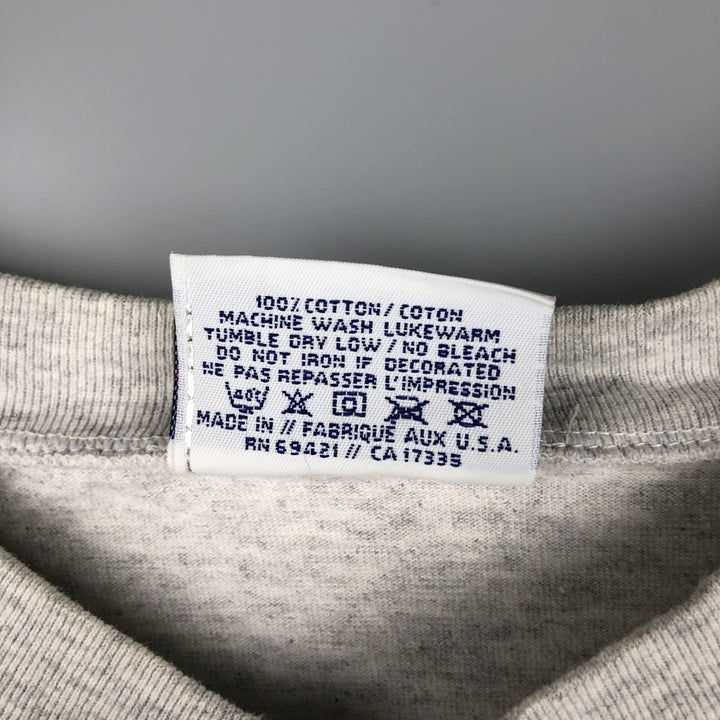 100% COTTON / COTON
MACHINE WASH LUKEWARM
TUMBLE DRY LOW / NO BLEACH
DO NOT IRON IF DECORATED
NE PAS REPASSER L'IMPRESSION
40°
MADE IN // FABRIQUE AUX U.S.A.
RN 69421 // CA 17335